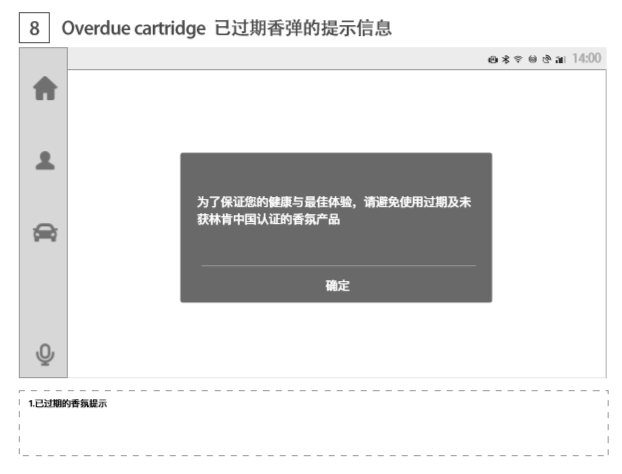 8 Overdue cartridge 已过期香弹的提示信息
14:00
为了保证您的健康与最佳体验，请避免使用过期及未
获林肯中国认证的香氛产品
确定
1.已过期的香氛提示